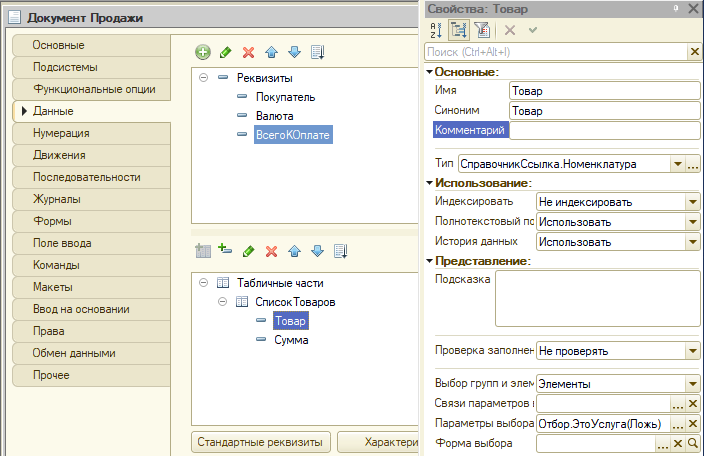 Документ Продажи
Основные
Подсистемы
Функциональные опции
Данные
Нумерация
Движения
Последовательности
Журналы
Формы
Поле ввода
Команды
Макеты
Ввод на основании
Права
Обмен данными
Прочее
Реквизиты
Покупатель
Валюта
ВсегоКОплате
Табличные части
СписокТоваров
Товар
Сумма
Стандартные реквизиты
Характери
Свойства: Товар
Поиск (Ctrl+Alt+I)
Основные:
Имя Товар
Синоним Товар
Комментарий
Тип СправочникСсылка.Номенклатура
Использование:
Индексировать Не индексировать
Полнотекстовый по Использовать
История данных Использовать
Представление:
Подсказка
Проверка заполнен Не проверять
Выбор групп и элем Элементы
Связи параметров в
Параметры выбора Отбор.ЭтоУслуга(Ложь)
Форма выбора